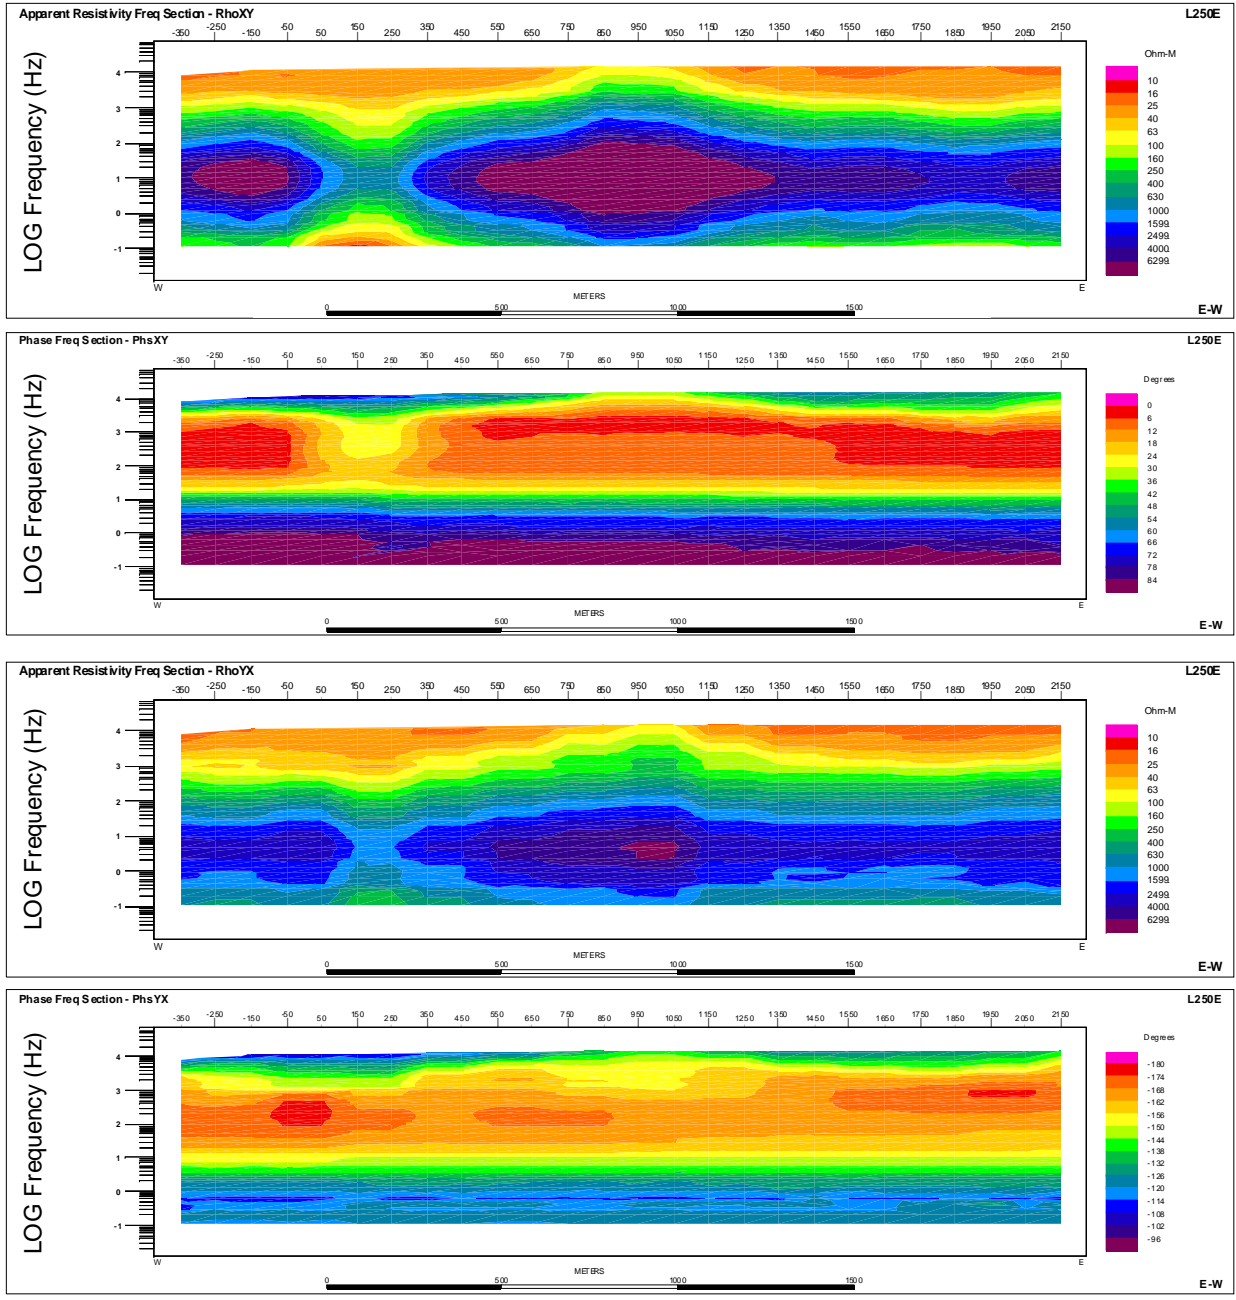 Apparent Resistivity Freq Section - RhoXY L250E
-350 -250 -150 -50 50 150 250 350 450 550 650 750 850 950 1050 1150 1250 1350 1450 1550 1650 1750 1850 1950 2050 2150
LOG Frequency (Hz)
4
3
2
1
0
-1
Ohm-M
10
16
25
40
63
100
160
250
400
630
1000
1599.
2499.
4000.
6299.
W E
METERS
0 500 1000 1500
E-W
Phase Freq Section - PhsXY L250E
-350 -250 -150 -50 50 150 250 350 450 550 650 750 850 950 1050 1150 1250 1350 1450 1550 1650 1750 1850 1950 2050 2150
LOG Frequency (Hz)
4
3
2
1
0
-1
Degrees
0
6
12
18
24
30
36
42
48
54
60
66
72
78
84
W E
METERS
0 500 1000 1500
E-W
Apparent Resistivity Freq Section - RhoYX L250E
-350 -250 -150 -50 50 150 250 350 450 550 650 750 850 950 1050 1150 1250 1350 1450 1550 1650 1750 1850 1950 2050 2150
LOG Frequency (Hz)
4
3
2
1
0
-1
Ohm-M
10
16
25
40
63
100
160
250
400
630
1000
1599.
2499.
4000.
6299.
W E
METERS
0 500 1000 1500
E-W
Phase Freq Section - PhsYX L250E
-350 -250 -150 -50 50 150 250 350 450 550 650 750 850 950 1050 1150 1250 1350 1450 1550 1650 1750 1850 1950 2050 2150
LOG Frequency (Hz)
4
3
2
1
0
-1
Degrees
-180
-174
-168
-162
-156
-150
-144
-138
-132
-126
-120
-114
-108
-102
-96
W E
METERS
0 500 1000 1500
E-W